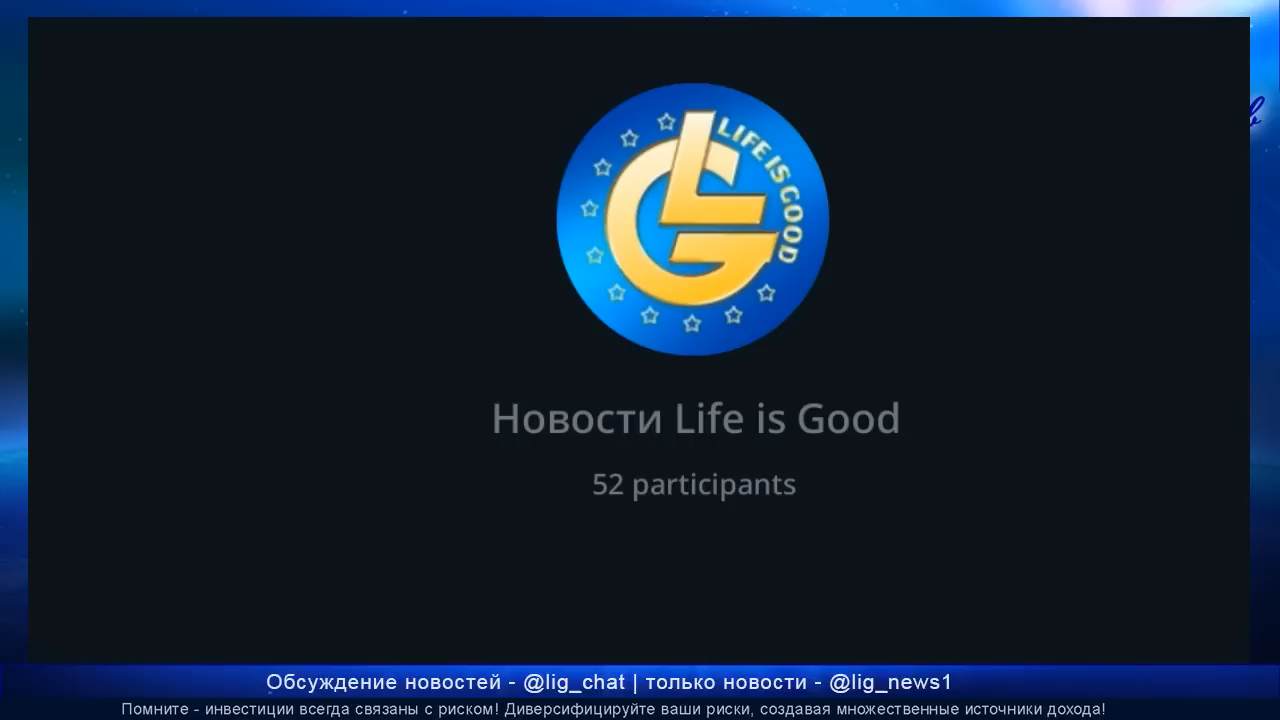 LIFE IS GOOD
Новости Life is Good
52 participants
Обсуждение новостей - @lig_chat | только новости - @lig_news1
Помните - инвестиции всегда связаны с риском! Диверсифицируйте ваши риски, создавая множественные источники дохода!